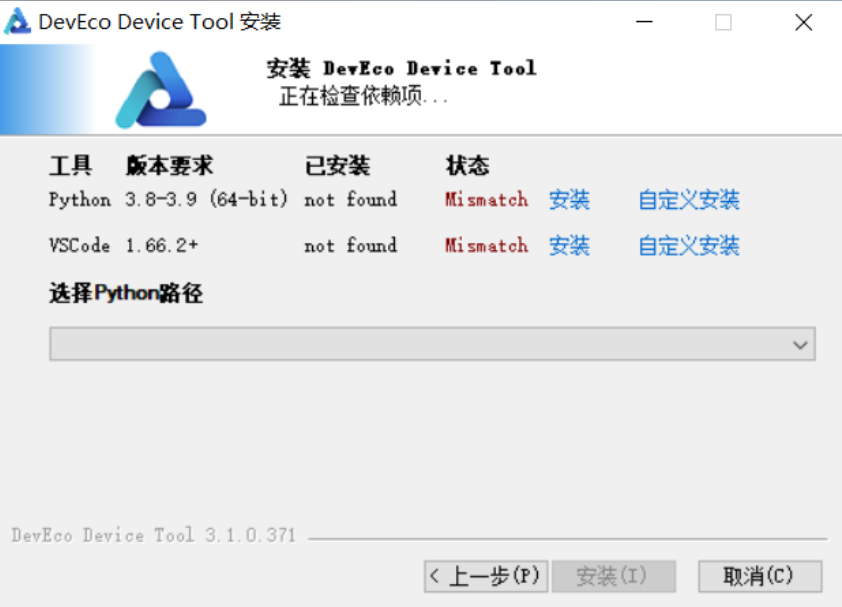 DevEco Device Tool 安装
安装 DevEco Device Tool
正在检查依赖项...
工具 版本要求 已安装 状态
Python 3.8-3.9 (64-bit) not found Mismatch 安装 自定义安装
VSCode 1.66.2+ not found Mismatch 安装 自定义安装
选择Python路径
DevEco Device Tool 3.1.0.371
< 上一步(P) 安装(I) 取消(C)